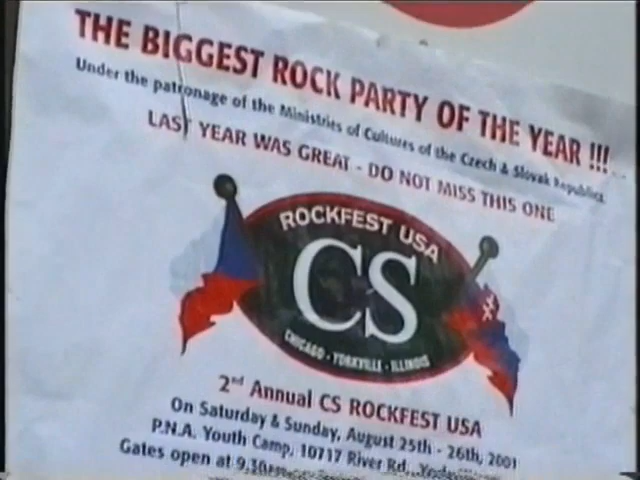 THE BIGGEST ROCK PARTY OF THE YEAR !!!
Under the patronage of the Ministries of Cultures of the Czech & Slovak Republics
LAST YEAR WAS GREAT - DO NOT MISS THIS ONE
ROCKFEST USA
CS
CHICAGO - YORKVILLE - ILLINOIS
2nd Annual CS ROCKFEST USA
On Saturday & Sunday, August 25th - 26th, 2001
P.N.A. Youth Camp, 10717 River Rd.,
Gates open at 9.30